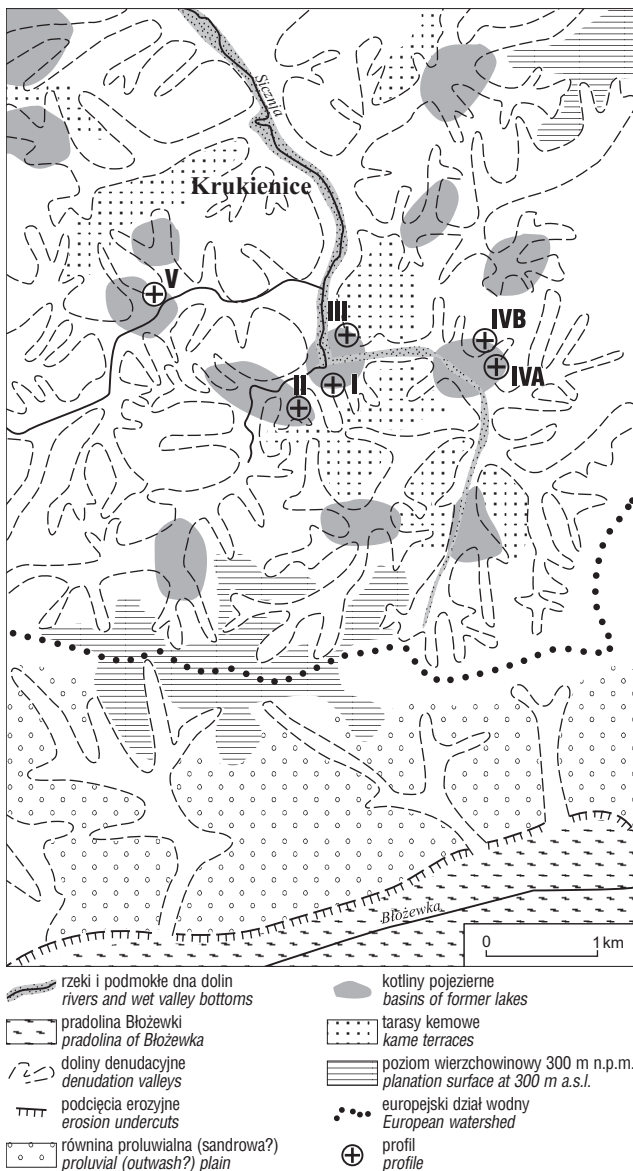 Sicznia
Krukienice
V
III
IVB
IVA
II
I
Błożewka
0 1 km
rzeki i podmokłe dna dolin
rivers and wet valley bottoms
pradolina Błożewki
pradolina of Błożewka
doliny denudacyjne
denudation valleys
podcięcia erozyjne
erosion undercuts
równina proluwialna (sandrowa?)
proluvial (outwash?) plain
kotliny pojezierne
basins of former lakes
tarasy kemowe
kame terraces
poziom wierzchowinowy 300 m n.p.m.
planation surface at 300 m a.s.l.
europejski dział wodny
European watershed
profil
profile